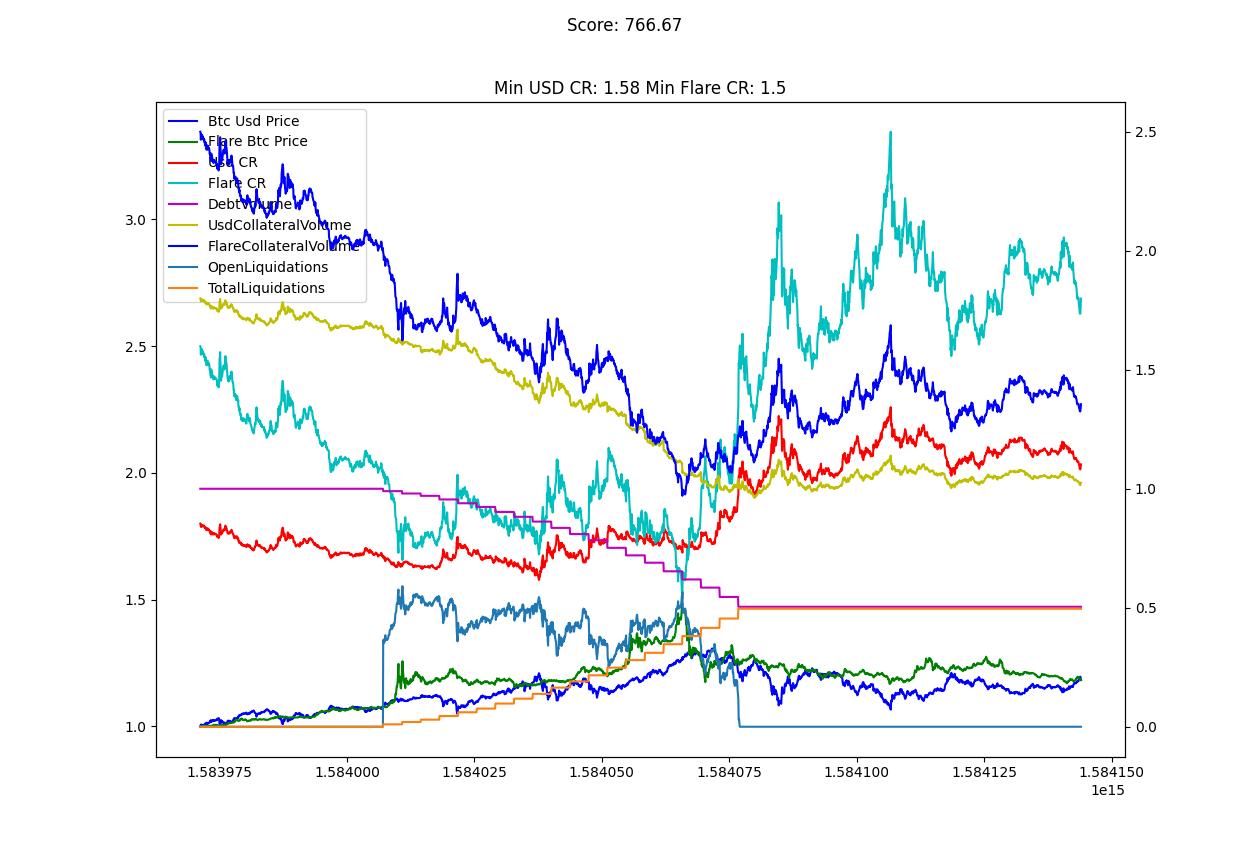 Score: 766.67
Min USD CR: 1.58 Min Flare CR: 1.5
Btc Usd Price
Flare Btc Price
Usd CR
Flare CR
DebtVolume
UsdCollateralVolume
FlareCollateralVolume
OpenLiquidations
TotalLiquidations
3.0
2.5
2.0
1.5
1.0
2.5
2.0
1.5
1.0
0.5
0.0
1.583975
1.584000
1.584025
1.584050
1.584075
1.584100
1.584125
1.584150
1e15